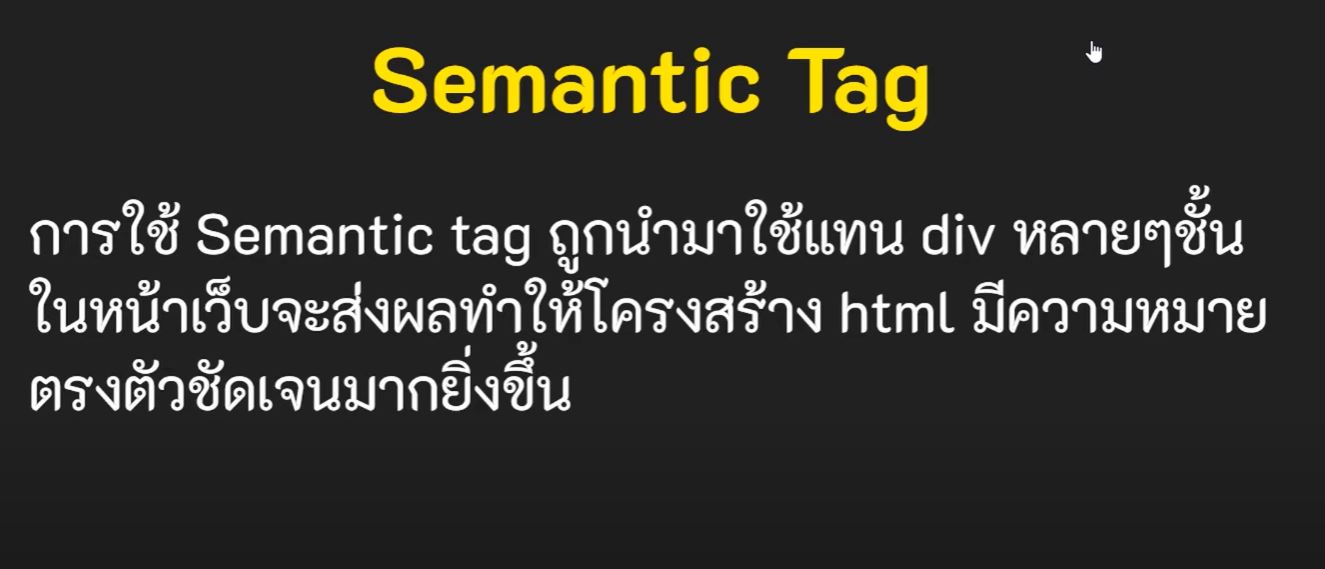 Semantic Tag
การใช้ Semantic tag ถูกนำมาใช้แทน div หลายๆชั้น
ในหน้าเว็บจะส่งผลทำให้โครงสร้าง html มีความหมาย
ตรงตัวชัดเจนมากยิ่งขึ้น